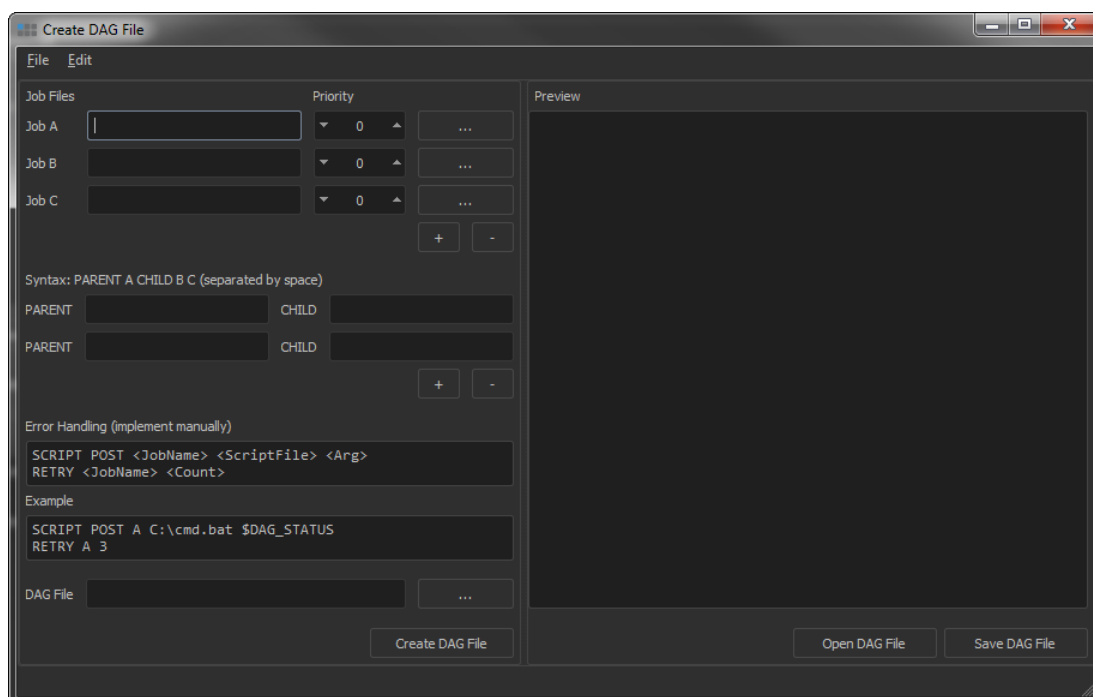 Create DAG File
File Edit
Job Files Priority Preview
Job A 0 ...
Job B 0 ...
Job C 0 ...
+ -
Syntax: PARENT A CHILD B C (separated by space)
PARENT CHILD
PARENT CHILD
+ -
Error Handling (implement manually)
SCRIPT POST <JobName> <ScriptFile> <Arg>
RETRY <JobName> <Count>
Example
SCRIPT POST A C:\cmd.bat $DAG_STATUS
RETRY A 3
DAG File ...
Create DAG File Open DAG File Save DAG File